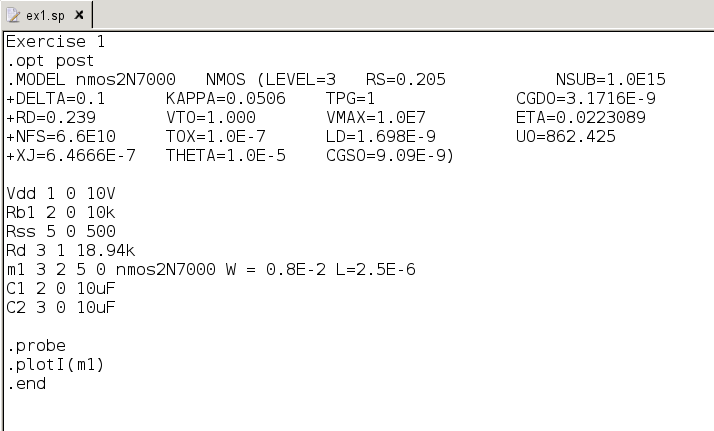 ex1.sp
Exercise 1
.opt post
.MODEL nmos2N7000 NMOS (LEVEL=3 RS=0.205 NSUB=1.0E15
+DELTA=0.1 KAPPA=0.0506 TPG=1 CGDO=3.1716E-9
+RD=0.239 VTO=1.000 VMAX=1.0E7 ETA=0.0223089
+NFS=6.6E10 TOX=1.0E-7 LD=1.698E-9 UO=862.425
+XJ=6.4666E-7 THETA=1.0E-5 CGSO=9.09E-9)
Vdd 1 0 10V
Rb1 2 0 10k
Rss 5 0 500
Rd 3 1 18.94k
m1 3 2 5 0 nmos2N7000 W = 0.8E-2 L=2.5E-6
C1 2 0 10uF
C2 3 0 10uF
.probe
.plotI(m1)
.end